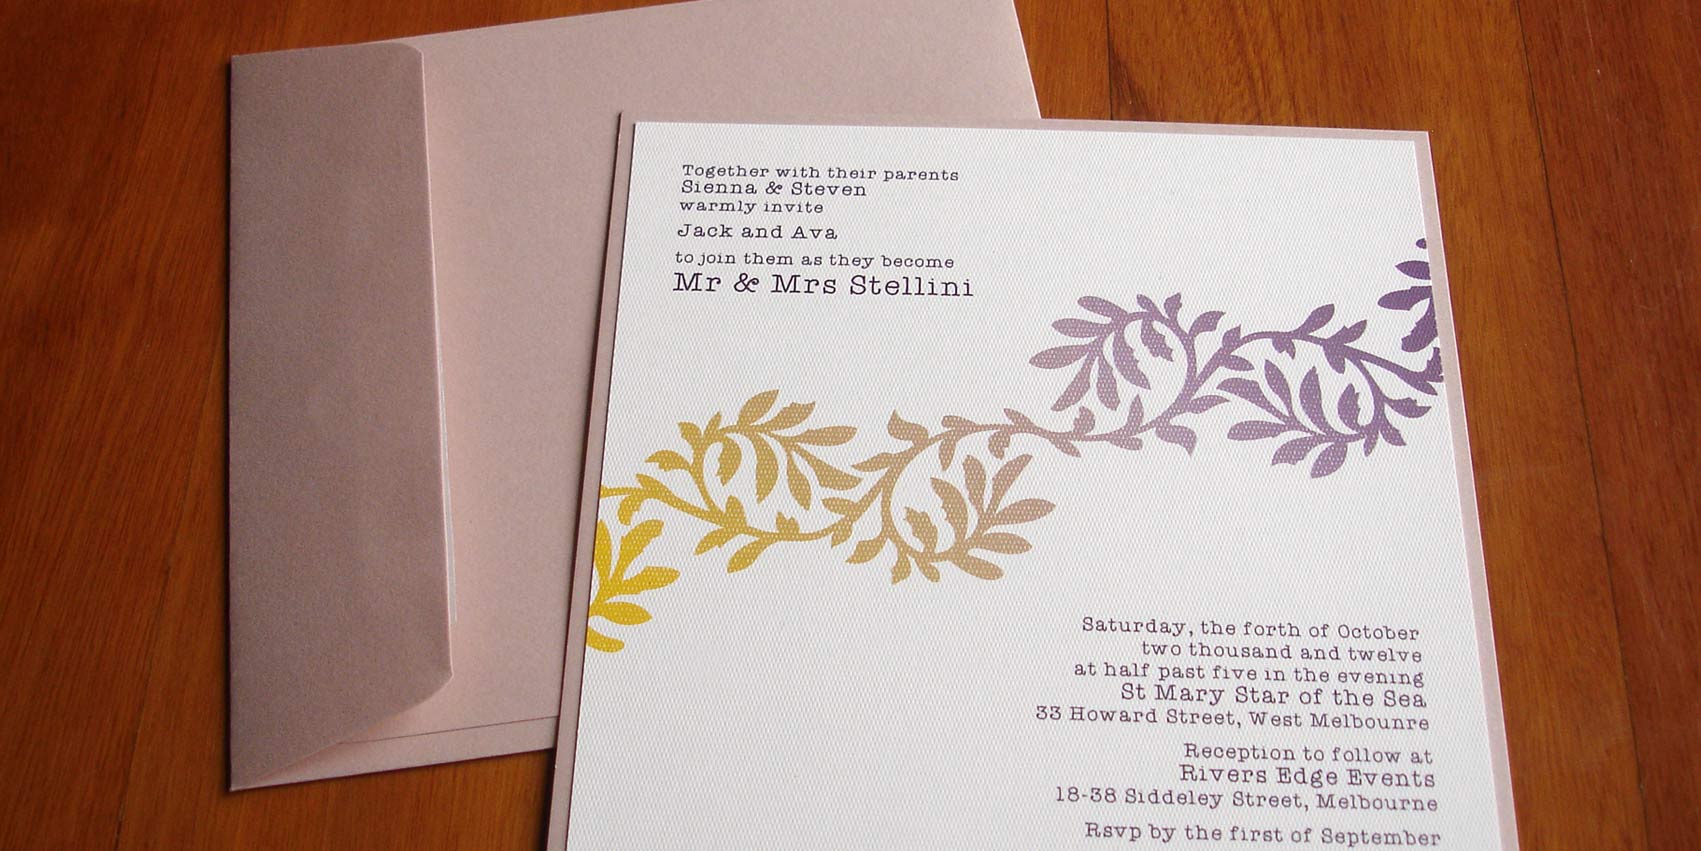 Together with their parents
Sienna & Steven
warmly invite
Jack and Ava
to join them as they become
Mr & Mrs Stellini
Saturday, the forth of October
two thousand and twelve
at half past five in the evening
St Mary Star of the Sea
33 Howard Street, West Melbounre
Reception to follow at
Rivers Edge Events
18-38 Siddeley Street, Melbourne
Rsvp by the first of September